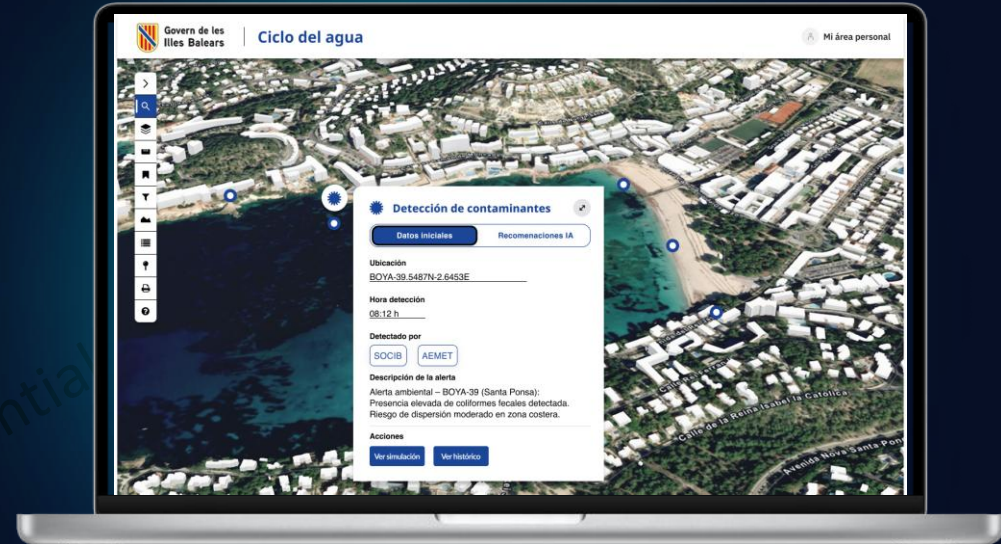 Govern de les
Illes Balears
Ciclo del agua
Mi área personal
Detección de contaminantes
Datos iniciales
Recomenaciones IA
Ubicación
BOYA-39.5487N-2.6453E
Hora detección
08:12 h
Detectado por
SOCIB
AEMET
Descripción de la alerta
Alerta ambiental – BOYA-39 (Santa Ponsa):
Presencia elevada de coliformes fecales detectada.
Riesgo de dispersión moderado en zona costera.
Acciones
Ver simulación
Ver histórico
Calle de la Reina Isabel la Católica
Avenida Nova Santa Pon